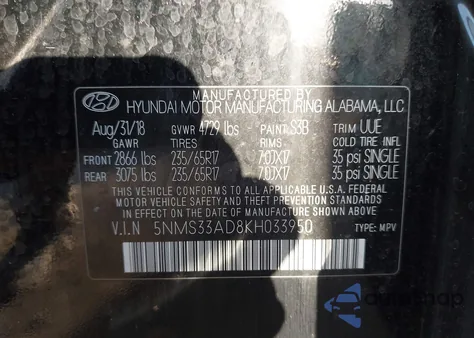 MANUFACTURED BY
HYUNDAI MOTOR MANUFACTURING ALABAMA, LLC
Aug/31/18 GVWR 4729 lbs PAINT S3B TRIM UUE
GAWR TIRES RIMS COLD TIRE INFL
FRONT 2866 lbs 235/65R17 7.0JX17 35 psi SINGLE
REAR 3075 lbs 235/65R17 7.0JX17 35 psi SINGLE
THIS VEHICLE CONFORMS TO ALL APPLICABLE U.S.A. FEDERAL
MOTOR VEHICLE SAFETY AND THEFT PREVENTION
STANDARDS IN EFFECT ON THE DATE OF MANUFACTURE
SHOWN ABOVE.
V.I.N 5NMS33AD8KH033950 TYPE: MPV